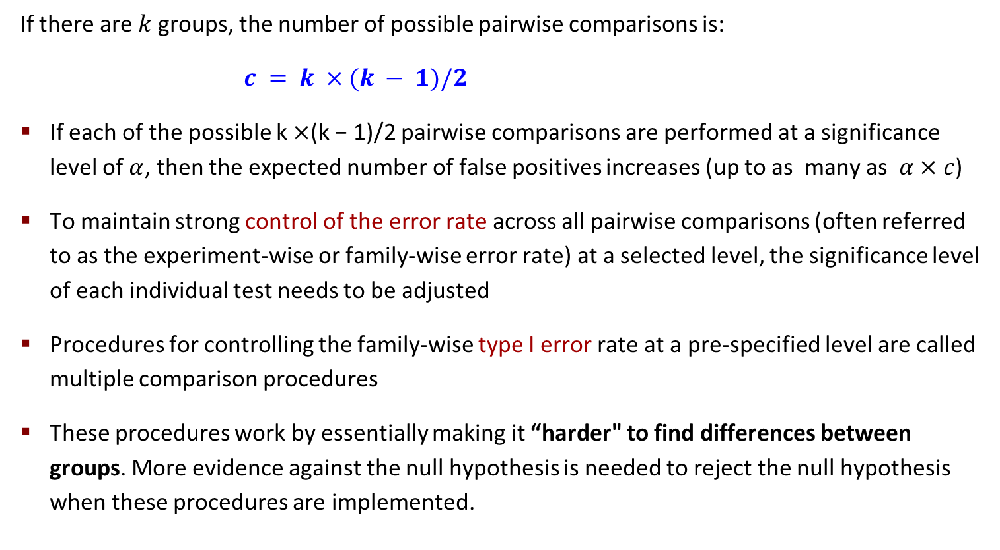 If there are k groups, the number of possible pairwise comparisons is:
c = k × (k − 1)/2
▪ If each of the possible k ×(k − 1)/2 pairwise comparisons are performed at a significance
level of α, then the expected number of false positives increases (up to as many as α × c)
▪ To maintain strong control of the error rate across all pairwise comparisons (often referred
to as the experiment-wise or family-wise error rate) at a selected level, the significance level
of each individual test needs to be adjusted
▪ Procedures for controlling the family-wise type I error rate at a pre-specified level are called
multiple comparison procedures
▪ These procedures work by essentially making it “harder" to find differences between
groups. More evidence against the null hypothesis is needed to reject the null hypothesis
when these procedures are implemented.